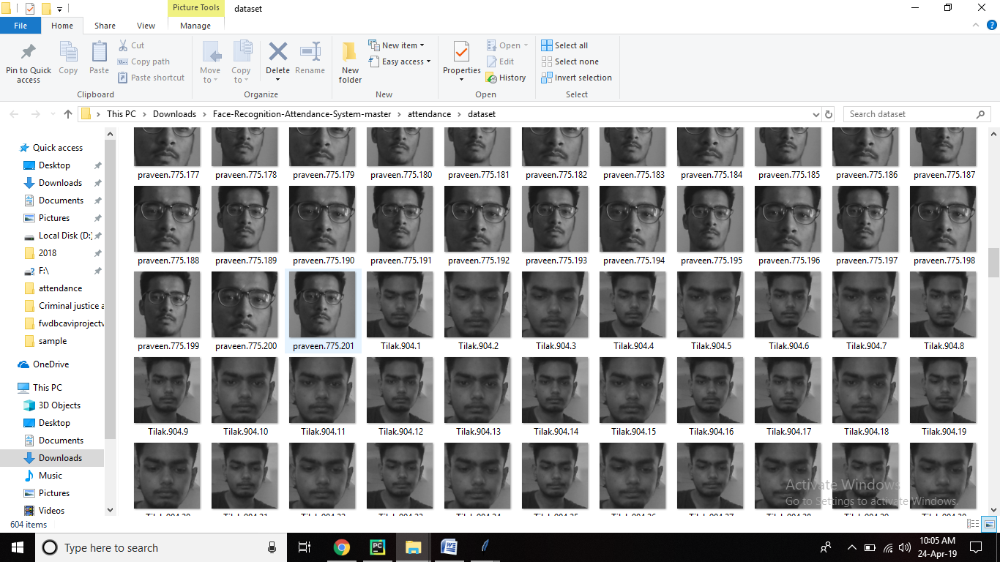 Picture Tools dataset
File Home Share View Manage
Pin to Quick access
Copy
Paste
Cut
Copy path
Paste shortcut
Clipboard
Move to
Copy to
Delete
Rename
Organize
New folder
New item
Easy access
New
Properties
Open
Edit
History
Open
Select all
Select none
Invert selection
Select
This PC Downloads Face-Recognition-Attendance-System-master attendance dataset
Search dataset
Quick access
Desktop
Downloads
Documents
Pictures
Local Disk (D:)
2018
F:\
attendance
Criminal justice a
fwdbcaviprojectv
sample
OneDrive
This PC
3D Objects
Desktop
Documents
Downloads
Music
Pictures
Videos
praveen.775.177 praveen.775.178 praveen.775.179 praveen.775.180 praveen.775.181 praveen.775.182 praveen.775.183 praveen.775.184 praveen.775.185 praveen.775.186 praveen.775.187
praveen.775.188 praveen.775.189 praveen.775.190 praveen.775.191 praveen.775.192 praveen.775.193 praveen.775.194 praveen.775.195 praveen.775.196 praveen.775.197 praveen.775.198
praveen.775.199 praveen.775.200 praveen.775.201 Tilak.904.1 Tilak.904.2 Tilak.904.3 Tilak.904.4 Tilak.904.5 Tilak.904.6 Tilak.904.7 Tilak.904.8
Tilak.904.9 Tilak.904.10 Tilak.904.11 Tilak.904.12 Tilak.904.13 Tilak.904.14 Tilak.904.15 Tilak.904.16 Tilak.904.17 Tilak.904.18 Tilak.904.19
Activate Windows
Go to Settings to activate Windows.
604 items
Type here to search
PC
W
10:05 AM
24-Apr-19